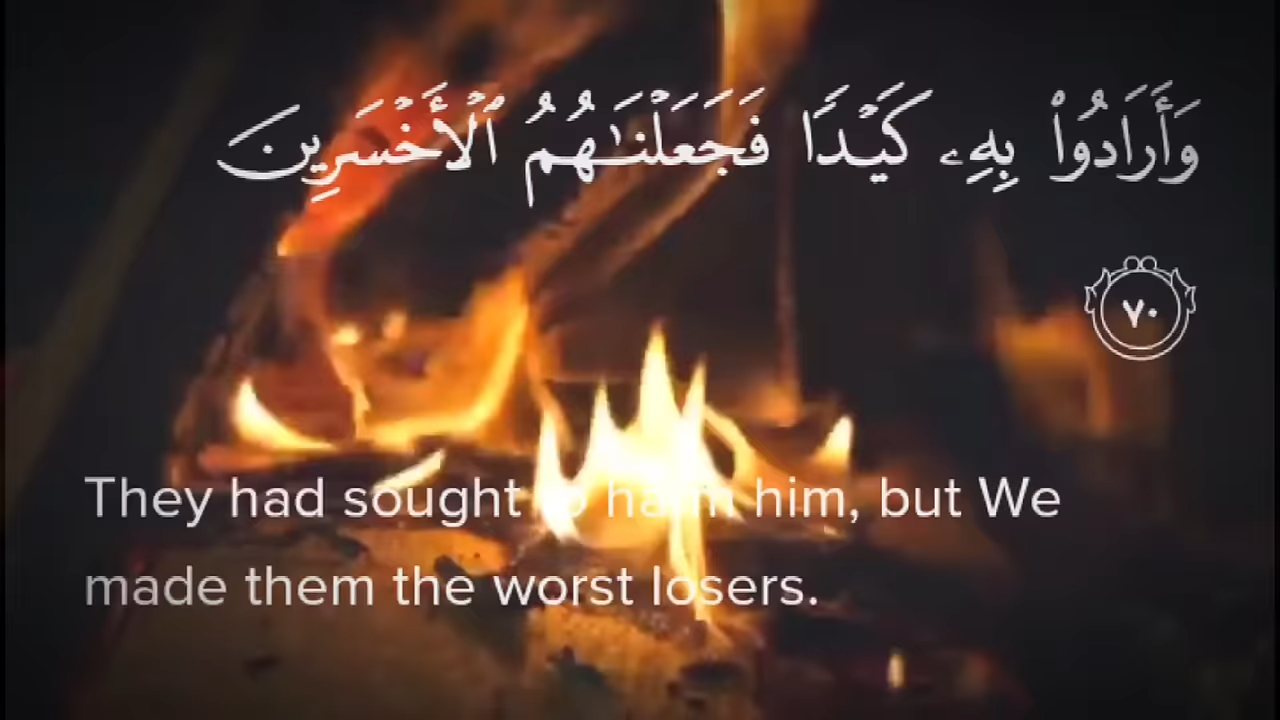 وَأَرَادُوا۟ بِهِۦ كَيْدًا فَجَعَلْنَـٰهُمُ ٱلْأَخْسَرِينَ
٧٠
They had sought to harm him, but We
made them the worst losers.